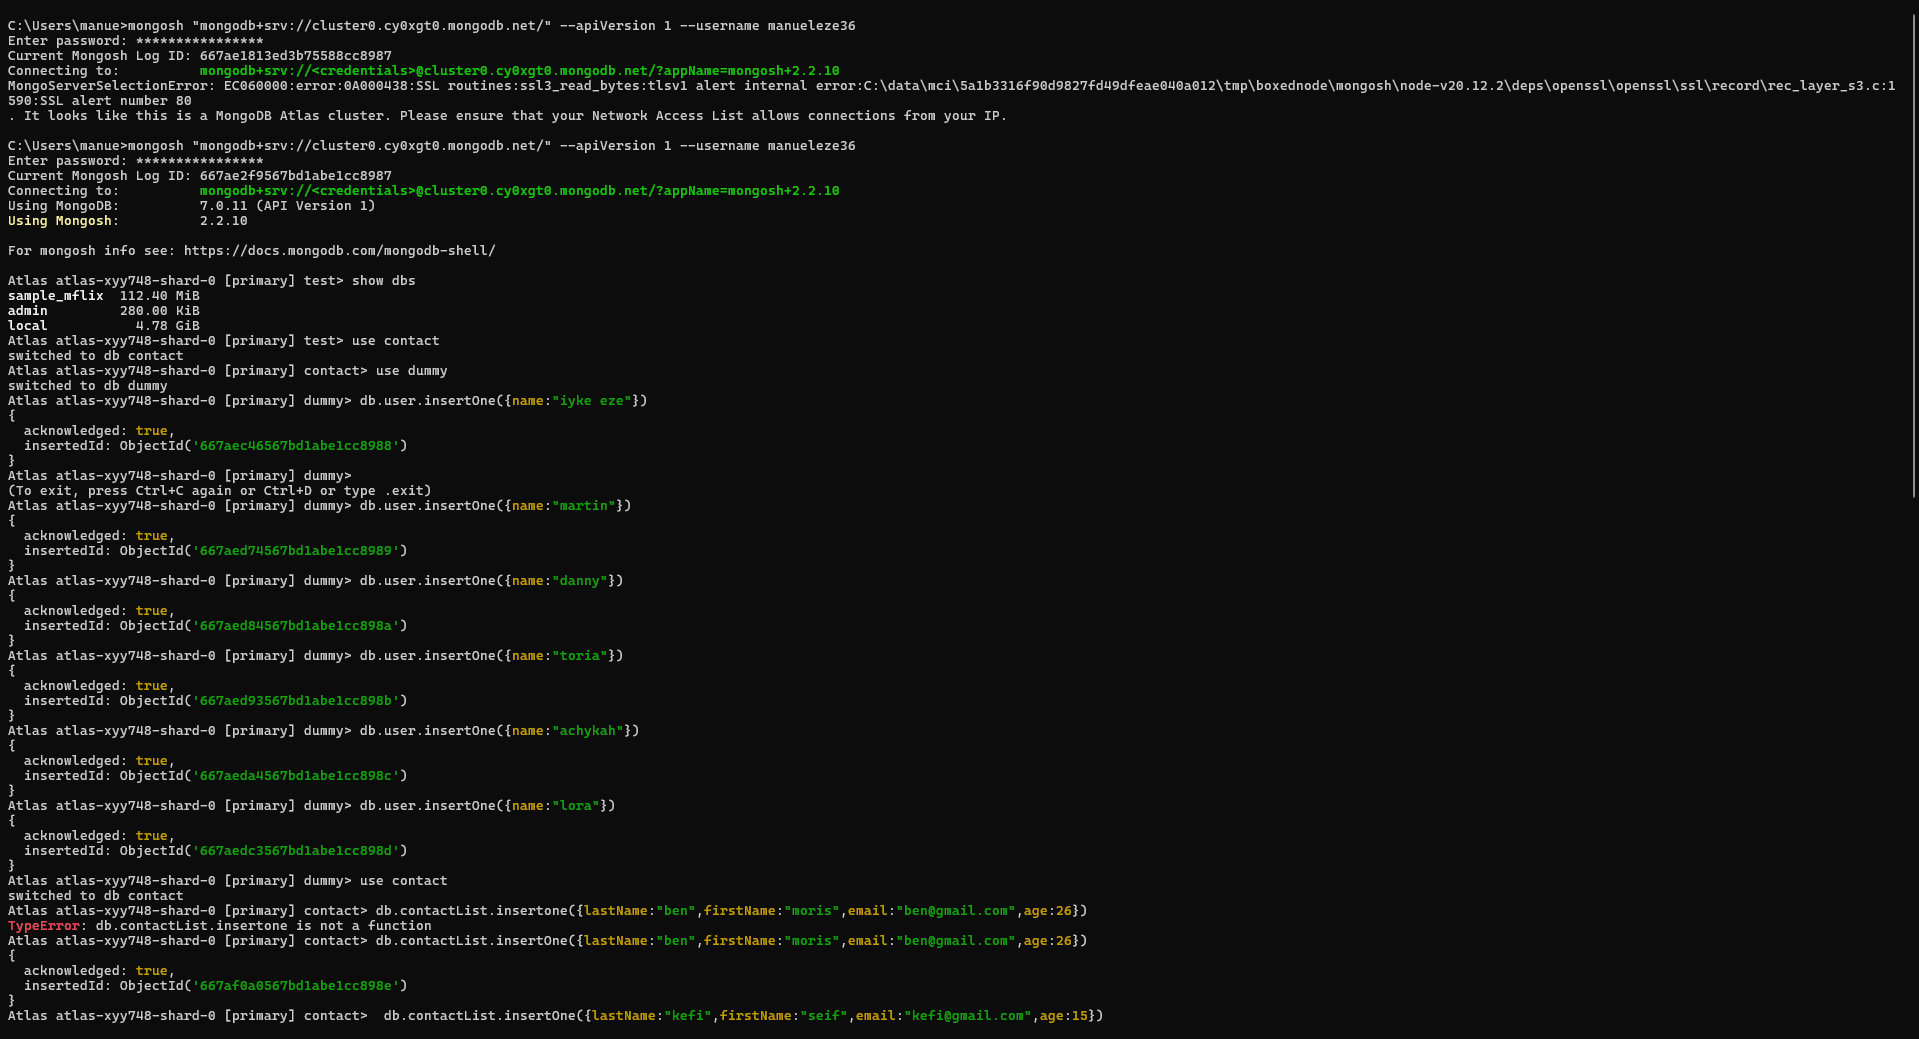 C:\Users\manue>mongosh "mongodb+srv://cluster0.cy0xgt0.mongodb.net/" --apiVersion 1 --username manueleze36
Enter password: ****************
Current Mongosh Log ID: 667ae1813ed3b75588cc8987
Connecting to:          mongodb+srv://<credentials>@cluster0.cy0xgt0.mongodb.net/?appName=mongosh+2.2.10
MongoServerSelectionError: EC060000:error:0A000438:SSL routines:ssl3_read_bytes:tlsv1 alert internal error:C:\data\mci\5a1b3316f90d9827fd49dfeae040a012\tmp\boxednode\mongosh\node-v20.12.2\deps\openssl\openssl\ssl\record\rec_layer_s3.c:1
590:SSL alert number 80
. It looks like this is a MongoDB Atlas cluster. Please ensure that your Network Access List allows connections from your IP.
C:\Users\manue>mongosh "mongodb+srv://cluster0.cy0xgt0.mongodb.net/" --apiVersion 1 --username manueleze36
Enter password: ****************
Current Mongosh Log ID: 667ae2f9567bd1abe1cc8987
Connecting to:          mongodb+srv://<credentials>@cluster0.cy0xgt0.mongodb.net/?appName=mongosh+2.2.10
Using MongoDB:          7.0.11 (API Version 1)
Using Mongosh:          2.2.10
For mongosh info see: https://docs.mongodb.com/mongodb-shell/
Atlas atlas-xyy748-shard-0 [primary] test> show dbs
sample_mflix  112.40 MiB
admin         280.00 KiB
local           4.78 GiB
Atlas atlas-xyy748-shard-0 [primary] test> use contact
switched to db contact
Atlas atlas-xyy748-shard-0 [primary] contact> use dummy
switched to db dummy
Atlas atlas-xyy748-shard-0 [primary] dummy> db.user.insertOne({name:"iyke eze"})
{
  acknowledged: true,
  insertedId: ObjectId('667aec46567bd1abe1cc8988')
}
Atlas atlas-xyy748-shard-0 [primary] dummy>
(To exit, press Ctrl+C again or Ctrl+D or type .exit)
Atlas atlas-xyy748-shard-0 [primary] dummy> db.user.insertOne({name:"martin"})
{
  acknowledged: true,
  insertedId: ObjectId('667aed74567bd1abe1cc8989')
}
Atlas atlas-xyy748-shard-0 [primary] dummy> db.user.insertOne({name:"danny"})
{
  acknowledged: true,
  insertedId: ObjectId('667aed84567bd1abe1cc898a')
}
Atlas atlas-xyy748-shard-0 [primary] dummy> db.user.insertOne({name:"toria"})
{
  acknowledged: true,
  insertedId: ObjectId('667aed93567bd1abe1cc898b')
}
Atlas atlas-xyy748-shard-0 [primary] dummy> db.user.insertOne({name:"achykah"})
{
  acknowledged: true,
  insertedId: ObjectId('667aeda4567bd1abe1cc898c')
}
Atlas atlas-xyy748-shard-0 [primary] dummy> db.user.insertOne({name:"lora"})
{
  acknowledged: true,
  insertedId: ObjectId('667aedc3567bd1abe1cc898d')
}
Atlas atlas-xyy748-shard-0 [primary] dummy> use contact
switched to db contact
Atlas atlas-xyy748-shard-0 [primary] contact> db.contactList.insertone({lastName:"ben",firstName:"moris",email:"ben@gmail.com",age:26})
TypeError: db.contactList.insertone is not a function
Atlas atlas-xyy748-shard-0 [primary] contact> db.contactList.insertOne({lastName:"ben",firstName:"moris",email:"ben@gmail.com",age:26})
{
  acknowledged: true,
  insertedId: ObjectId('667af0a0567bd1abe1cc898e')
}
Atlas atlas-xyy748-shard-0 [primary] contact>  db.contactList.insertOne({lastName:"kefi",firstName:"seif",email:"kefi@gmail.com",age:15})